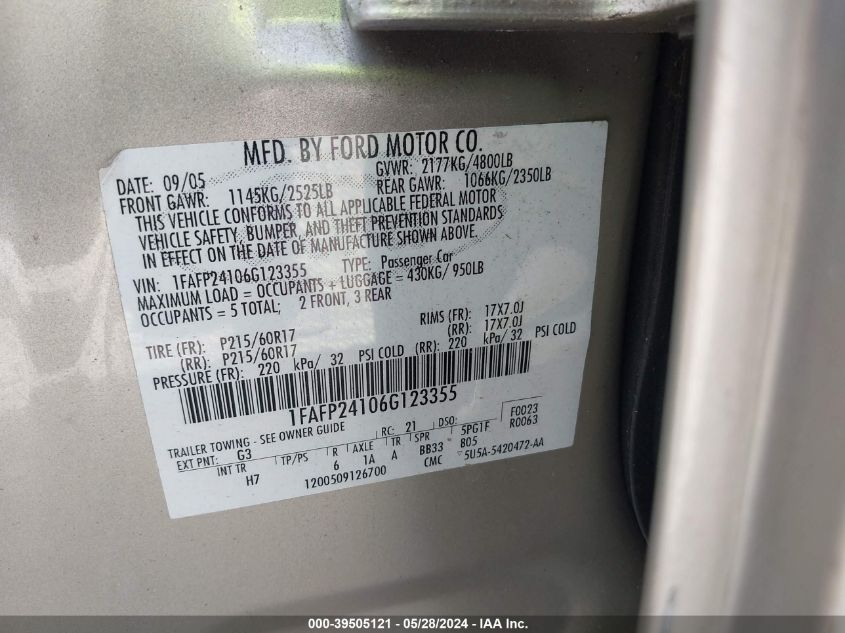 MFD. BY FORD MOTOR CO.
DATE: 09/05 GVWR: 2177KG/4800LB
FRONT GAWR: 1145KG/2525LB REAR GAWR: 1066KG/2350LB
THIS VEHICLE CONFORMS TO ALL APPLICABLE FEDERAL MOTOR
VEHICLE SAFETY, BUMPER, AND THEFT PREVENTION STANDARDS
IN EFFECT ON THE DATE OF MANUFACTURE SHOWN ABOVE.
VIN: 1FAFP24106G123355 TYPE: Passenger Car
MAXIMUM LOAD = OCCUPANTS + LUGGAGE = 430KG/ 950LB
OCCUPANTS = 5 TOTAL; 2 FRONT, 3 REAR
TIRE (FR): P215/60R17 RIMS (FR): 17X7.0J
(RR): P215/60R17 (RR): 17X7.0J
PRESSURE (FR): 220 kPa/ 32 PSI COLD (RR): 220 kPa/ 32 PSI COLD
1FAFP24106G123355
TRAILER TOWING - SEE OWNER GUIDE RC: 21 DSO: F0023
EXT PNT: G3 5PG1F R0063
INT TR TP/PS R AXLE TR SPR 805
H7 6 1A A BB33 5U5A-5420472-AA
1200509126700 CMC
000-39505121 - 05/28/2024 - IAA Inc.